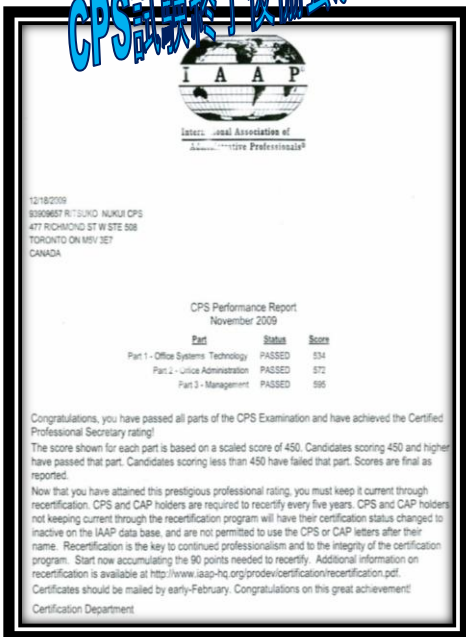 CPS試験終了後
I A A P
International Association of
Administrative Professionals®
12/18/2009
93909657 RITSUKO NUKUI CPS
477 RICHMOND ST W STE 508
TORONTO ON M5V 3E7
CANADA
CPS Performance Report
November 2009
Part Status Score
Part 1 - Office Systems Technology PASSED 534
Part 2 - Office Administration PASSED 572
Part 3 - Management PASSED 595
Congratulations, you have passed all parts of the CPS Examination and have achieved the Certified
Professional Secretary rating!
The score shown for each part is based on a scaled score of 450. Candidates scoring 450 and higher
have passed that part. Candidates scoring less than 450 have failed that part. Scores are final as
reported.
Now that you have attained this prestigious professional rating, you must keep it current through
recertification. CPS and CAP holders are required to recertify every five years. CPS and CAP holders
not keeping current through the recertification program will have their certification status changed to
inactive on the IAAP data base, and are not permitted to use the CPS or CAP letters after their
name. Recertification is the key to continued professionalism and to the integrity of the certification
program. Start now accumulating the 90 points needed to recertify. Additional information on
recertification is available at http://www.iaap-hq.org/prodev/certification/recertification.pdf.
Certificates should be mailed by early-February. Congratulations on this great achievement!
Certification Department